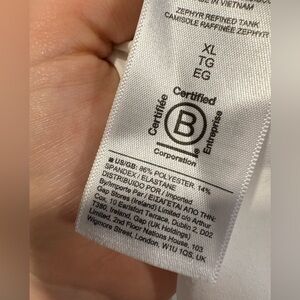 IN VIETNAM
ZEPHYR REFINED TANK
CAMISOLE RAFFINÉE ZEPHYR
XL
TG
EG
Certified
Certifiée
Entreprise
B
Corporation
US/GB: 86% POLYESTER, 14%
SPANDEX / ELASTANE
DISTRIBUIDO POR / Imported
By/Importe Par / ΕΙΣΑΓΕΤΑΙ ΑΠΟ ΤΗΝ:
Gap Stores (Ireland) Limited c/o Arthur
Cox, 10 Earlsfort Terrace, Dublin 2, D02
T380, Ireland, Gap (UK Holdings)
Limited, 2nd Floor Nations House, 103
Wigmore Street, London, W1U 1QS, UK